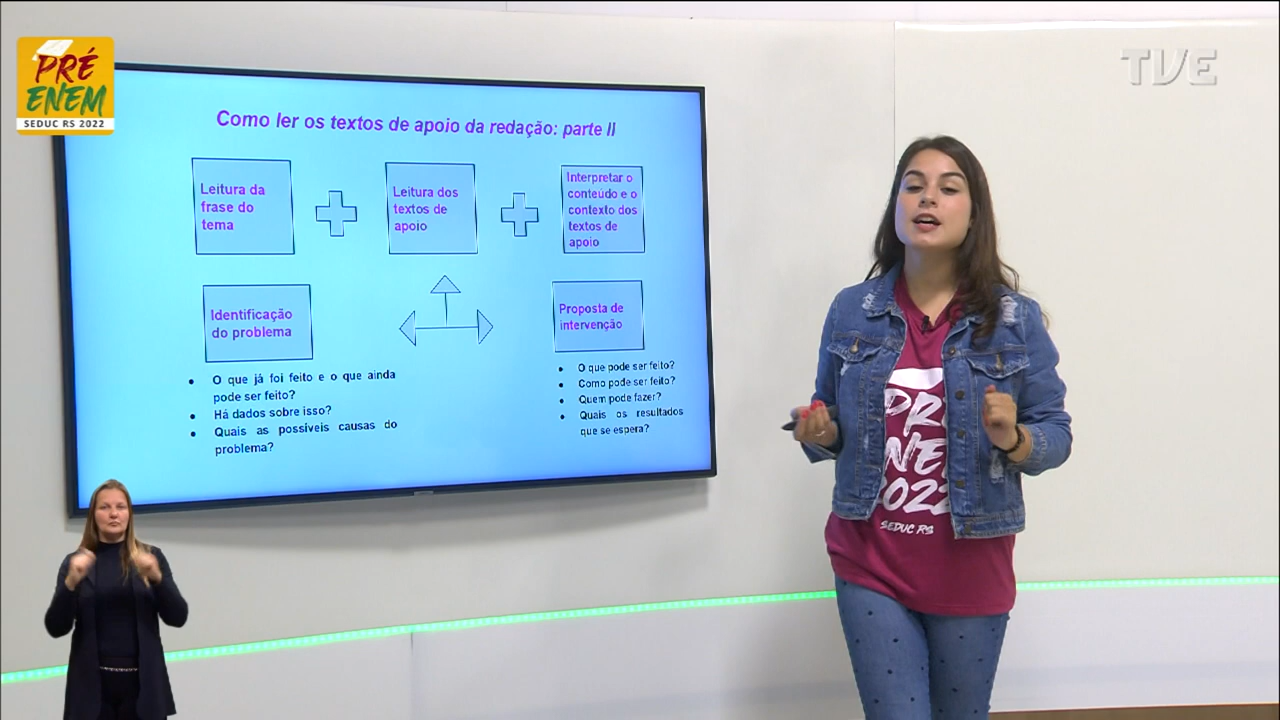 PRÉ
ENEM
SEDUC RS 2022
TVE
Como ler os textos de apoio da redação: parte II
Leitura da
frase do
tema
Leitura dos
textos de
apoio
Interpretar o
conteúdo e o
contexto dos
textos de
apoio
Identificação
do problema
Proposta de
intervenção
• O que já foi feito e o que ainda
pode ser feito?
• Há dados sobre isso?
• Quais as possíveis causas do
problema?
• O que pode ser feito?
• Como pode ser feito?
• Quem pode fazer?
• Quais os resultados
que se espera?
PRÉ
ENE
2022
SEDUC RS